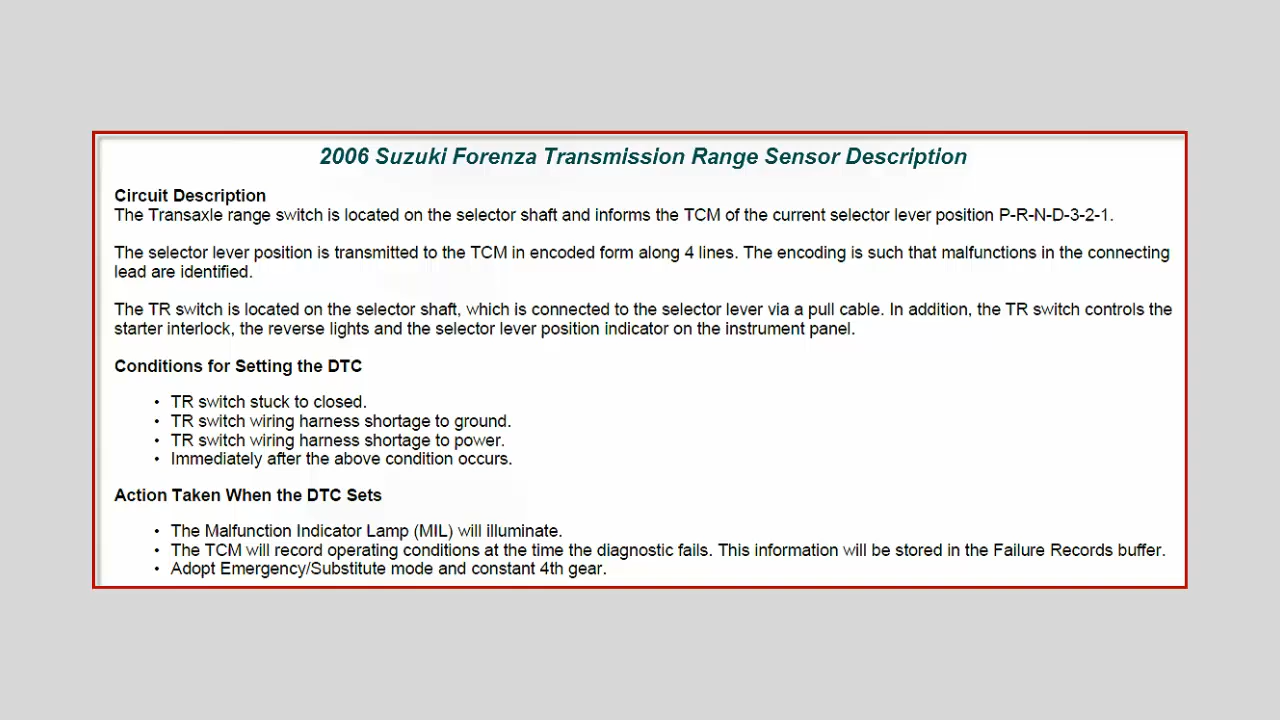 2006 Suzuki Forenza Transmission Range Sensor Description
Circuit Description
The Transaxle range switch is located on the selector shaft and informs the TCM of the current selector lever position P-R-N-D-3-2-1.
The selector lever position is transmitted to the TCM in encoded form along 4 lines. The encoding is such that malfunctions in the connecting
lead are identified.
The TR switch is located on the selector shaft, which is connected to the selector lever via a pull cable. In addition, the TR switch controls the
starter interlock, the reverse lights and the selector lever position indicator on the instrument panel.
Conditions for Setting the DTC
• TR switch stuck to closed.
• TR switch wiring harness shortage to ground.
• TR switch wiring harness shortage to power.
• Immediately after the above condition occurs.
Action Taken When the DTC Sets
• The Malfunction Indicator Lamp (MIL) will illuminate.
• The TCM will record operating conditions at the time the diagnostic fails. This information will be stored in the Failure Records buffer.
• Adopt Emergency/Substitute mode and constant 4th gear.